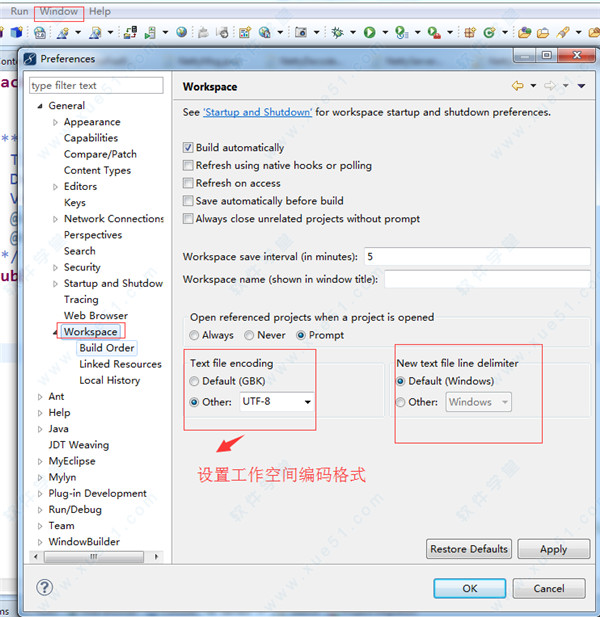 Run Window Help
Preferences
type filter text
Workspace
General
Appearance
Capabilities
Compare/Patch
Content Types
Editors
Keys
Network Connections
Perspectives
Search
Security
Startup and Shutdow
Tracing
Web Browser
Workspace
Build Order
Linked Resources
Local History
Ant
Help
Java
JDT Weaving
MyEclipse
Mylyn
Plug-in Development
Run/Debug
Team
WindowBuilder
See 'Startup and Shutdown' for workspace startup and shutdown preferences.
Build automatically
Refresh using native hooks or polling
Refresh on access
Save automatically before build
Always close unrelated projects without prompt
Workspace save interval (in minutes): 5
Workspace name (shown in window title):
Open referenced projects when a project is opened
Always Never Prompt
Text file encoding
Default (GBK)
Other: UTF-8
New text file line delimiter
Default (Windows)
Other: Windows
设置工作空间编码格式
Restore Defaults Apply
OK Cancel